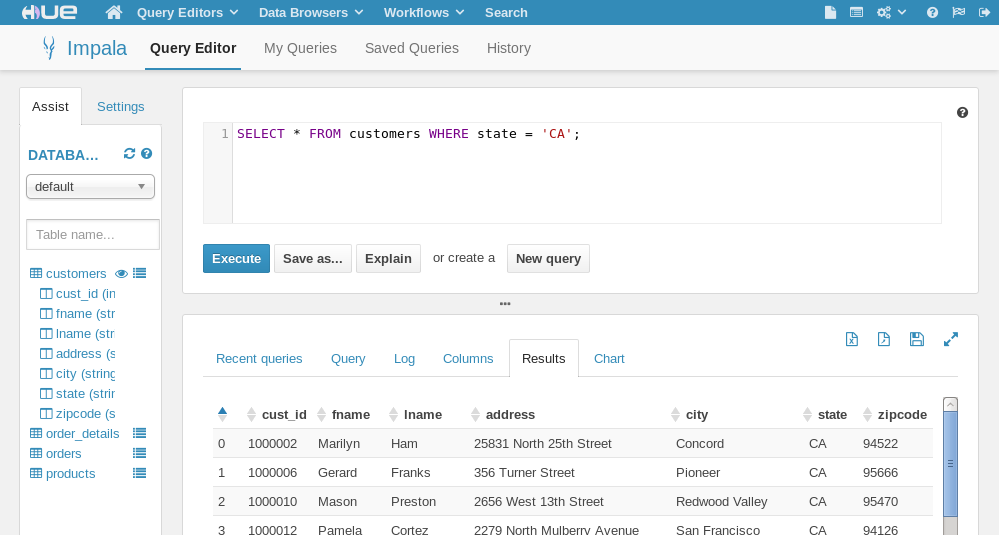 HUE Query Editors Data Browsers Workflows Search
Impala Query Editor My Queries Saved Queries History
Assist Settings
DATABA...
default
Table name...
customers
cust_id (in
fname (str
lname (str
address (s
city (string
state (strin
zipcode (s
order_details
orders
products
1 SELECT * FROM customers WHERE state = 'CA';
Execute Save as... Explain or create a New query
Recent queries Query Log Columns Results Chart
cust_id fname lname address city state zipcode
0 1000002 Marilyn Ham 25831 North 25th Street Concord CA 94522
1 1000006 Gerard Franks 356 Turner Street Pioneer CA 95666
2 1000010 Mason Preston 2656 West 13th Street Redwood Valley CA 95470
3 1000012 Pamela Cortez 2279 North Mulberry Avenue San Francisco CA 94126